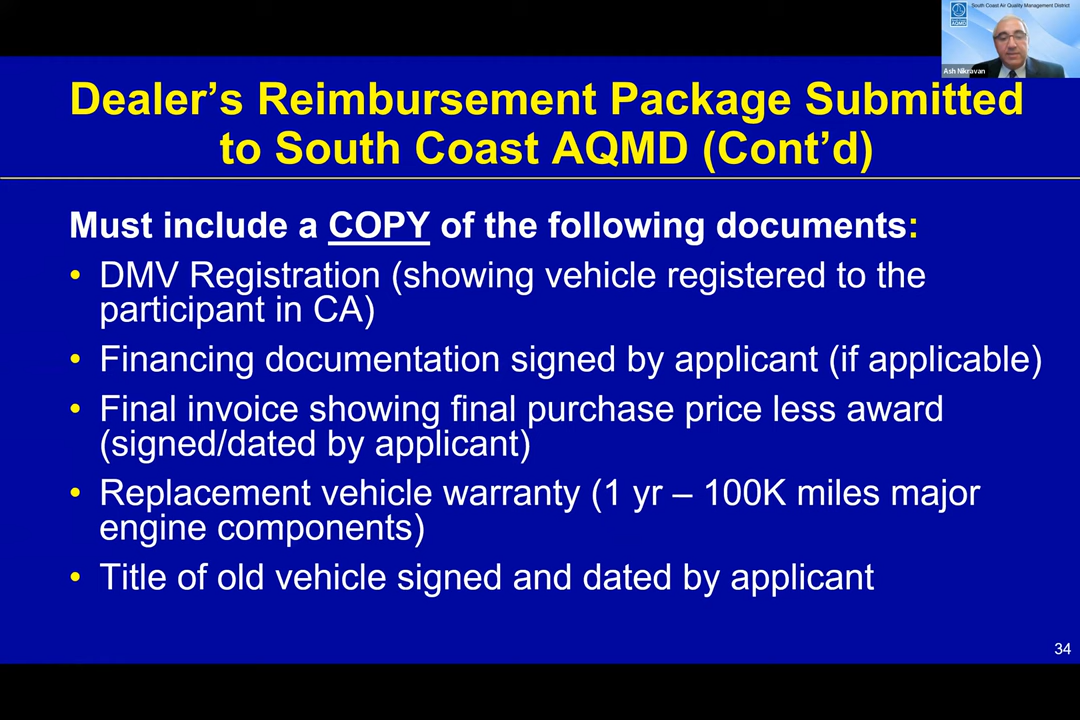 South Coast Air Quality Management District
AQMD
Ash Nikravan
Dealer’s Reimbursement Package Submitted
to South Coast AQMD (Cont’d)
Must include a COPY of the following documents:
• DMV Registration (showing vehicle registered to the
participant in CA)
• Financing documentation signed by applicant (if applicable)
• Final invoice showing final purchase price less award
(signed/dated by applicant)
• Replacement vehicle warranty (1 yr – 100K miles major
engine components)
• Title of old vehicle signed and dated by applicant
34